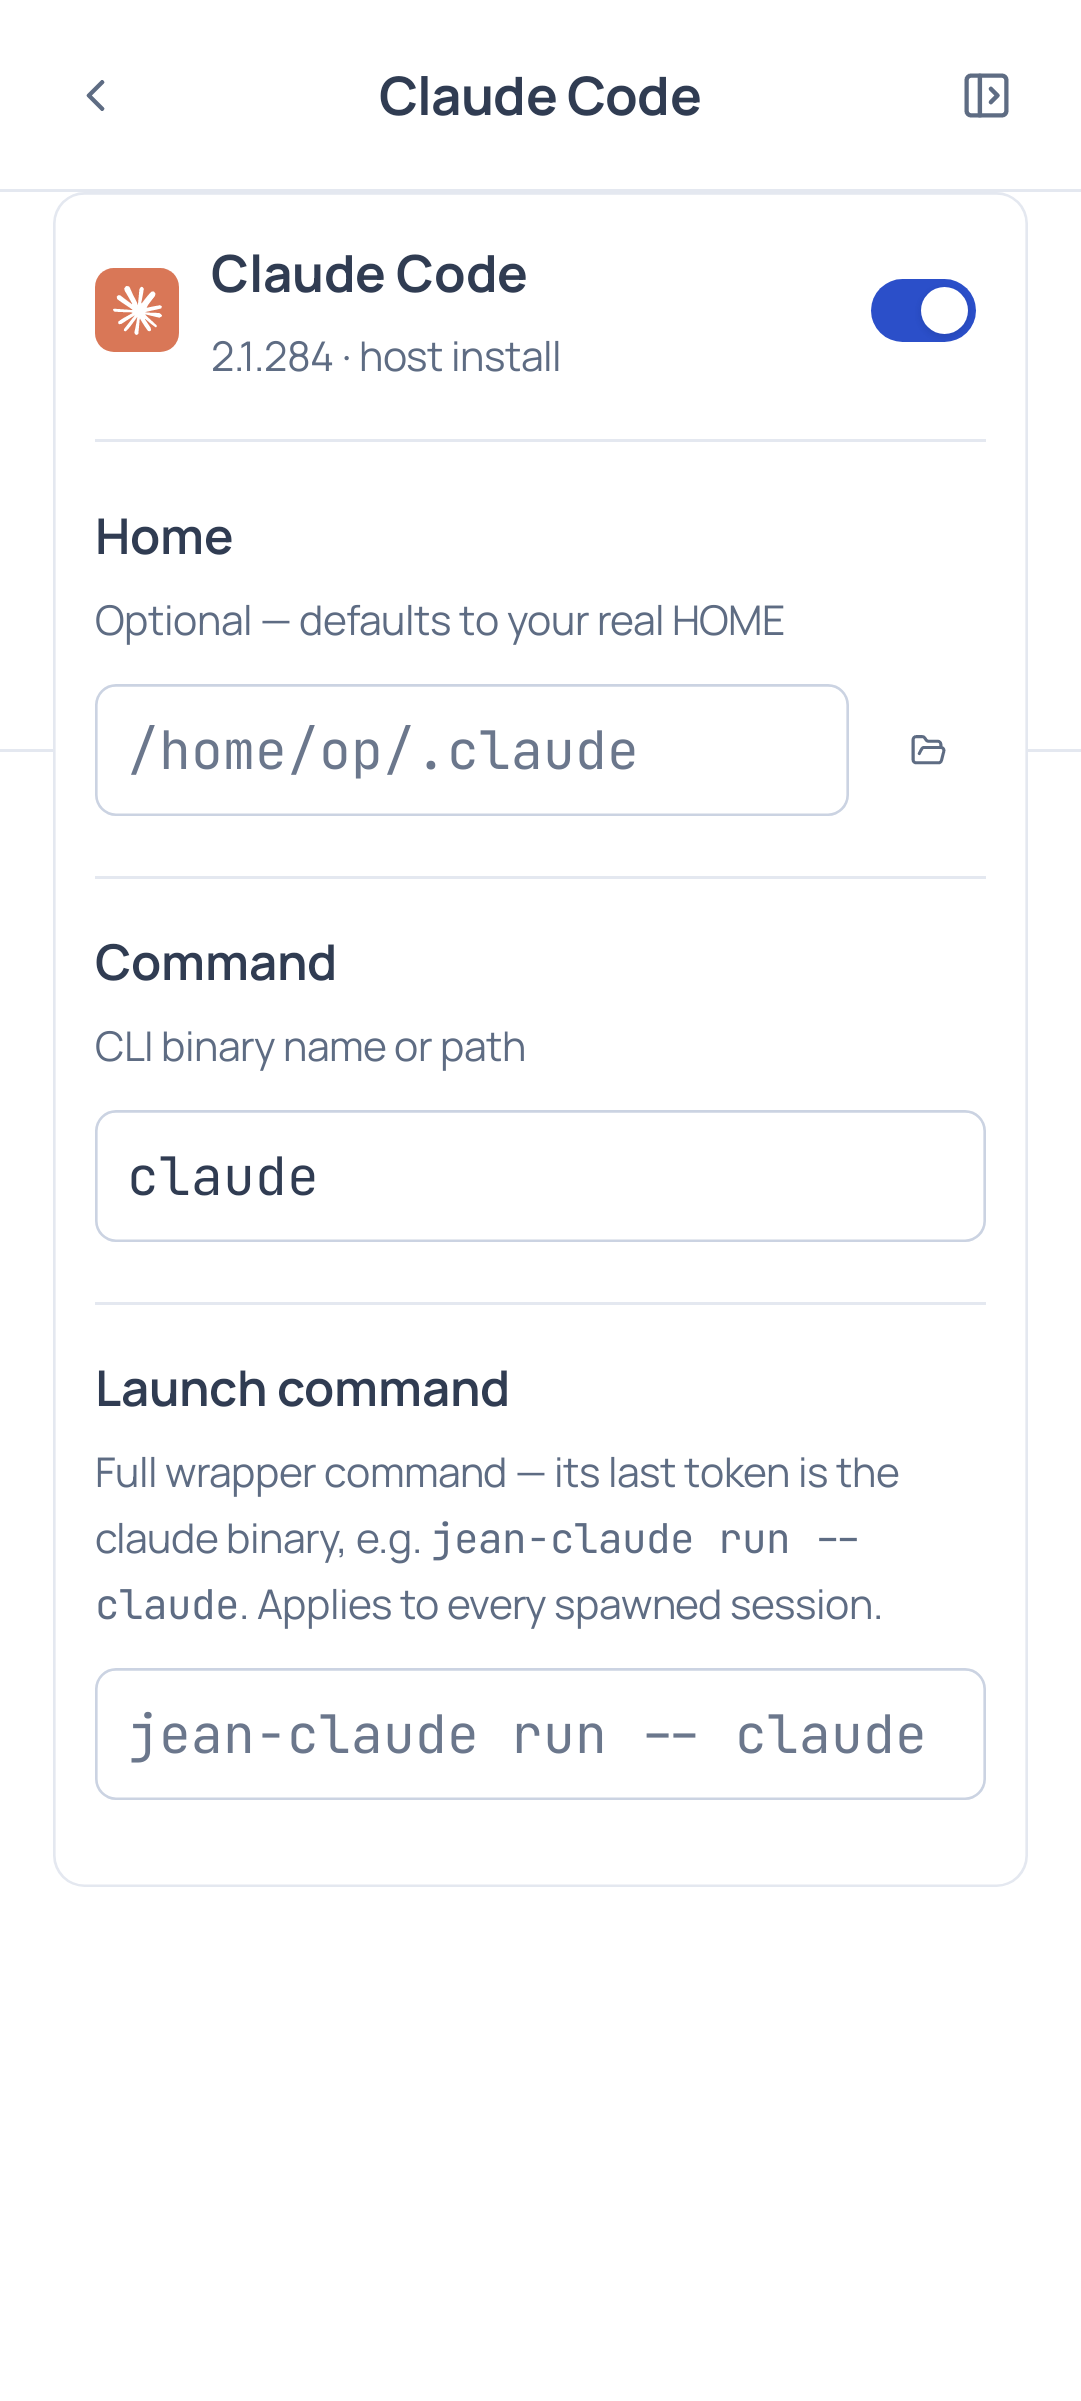 Claude Code
Claude Code
2.1.284 · host install
Home
Optional — defaults to your real HOME
/home/op/.claude
Command
CLI binary name or path
claude
Launch command
Full wrapper command — its last token is the
claude binary, e.g. jean-claude run --
claude. Applies to every spawned session.
jean-claude run -- claude